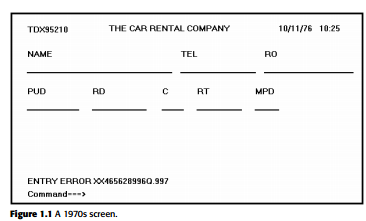 TDX95210 THE CAR RENTAL COMPANY 10/11/76 10:25
NAME TEL RO
PUD RD C RT MPD
ENTRY ERROR XX465628996Q.997
Command--->
Figure 1.1 A 1970s screen.